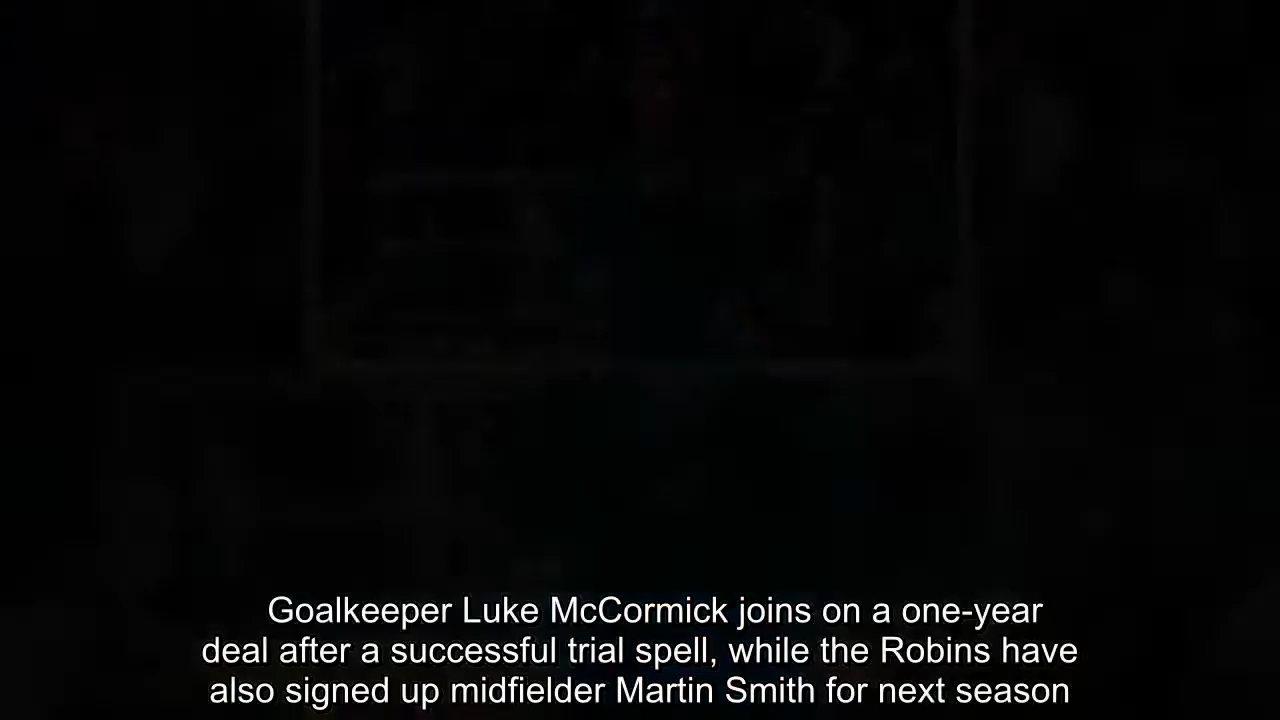 Goalkeeper Luke McCormick joins on a one-year
deal after a successful trial spell, while the Robins have
also signed up midfielder Martin Smith for next season